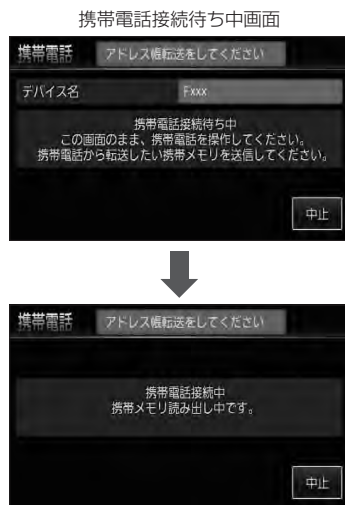 携帯電話接続待ち中画面
携帯電話 アドレス帳転送をしてください
デバイス名 Fxxx
携帯電話接続待ち中
この画面のまま、携帯電話を操作してください。
携帯電話から転送したい携帯メモリを送信してください。
中止
携帯電話 アドレス帳転送をしてください
携帯電話接続中
携帯メモリ読み出し中です。
中止